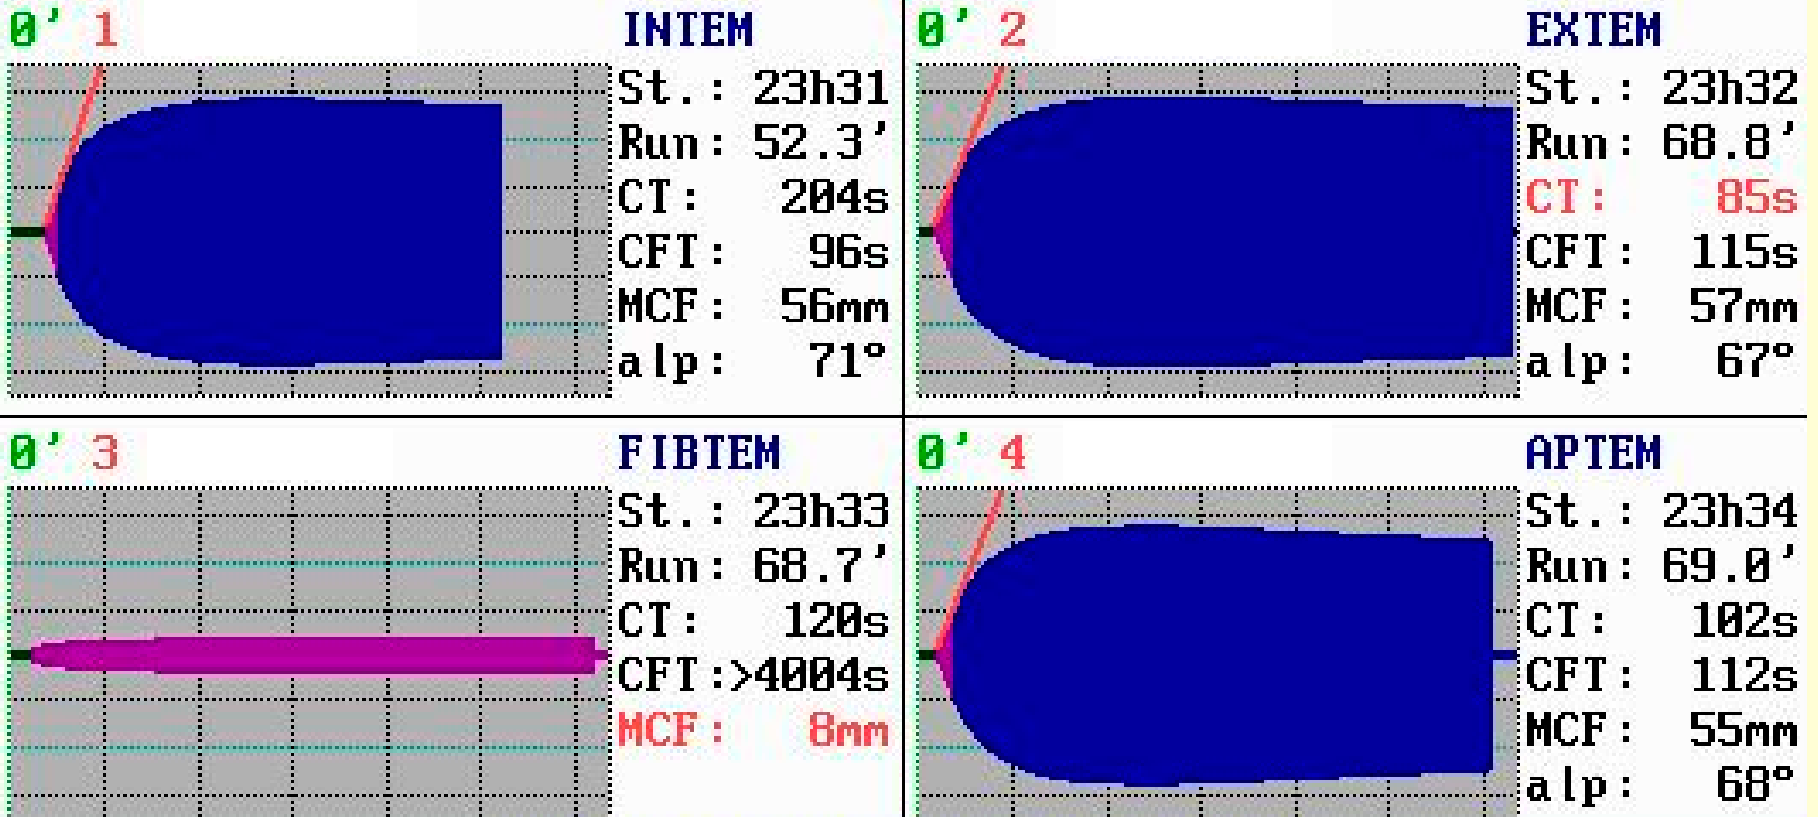 0' 1 INTEM
St.: 23h31
Run: 52.3'
CT: 204s
CFT: 96s
MCF: 56mm
alp: 71°
0' 2 EXTEM
St.: 23h32
Run: 68.8'
CT: 85s
CFT: 115s
MCF: 57mm
alp: 67°
0' 3 FIBTEM
St.: 23h33
Run: 68.7'
CT: 120s
CFT:>4004s
MCF: 8mm
0' 4 APTEM
St.: 23h34
Run: 69.0'
CT: 102s
CFT: 112s
MCF: 55mm
alp: 68°